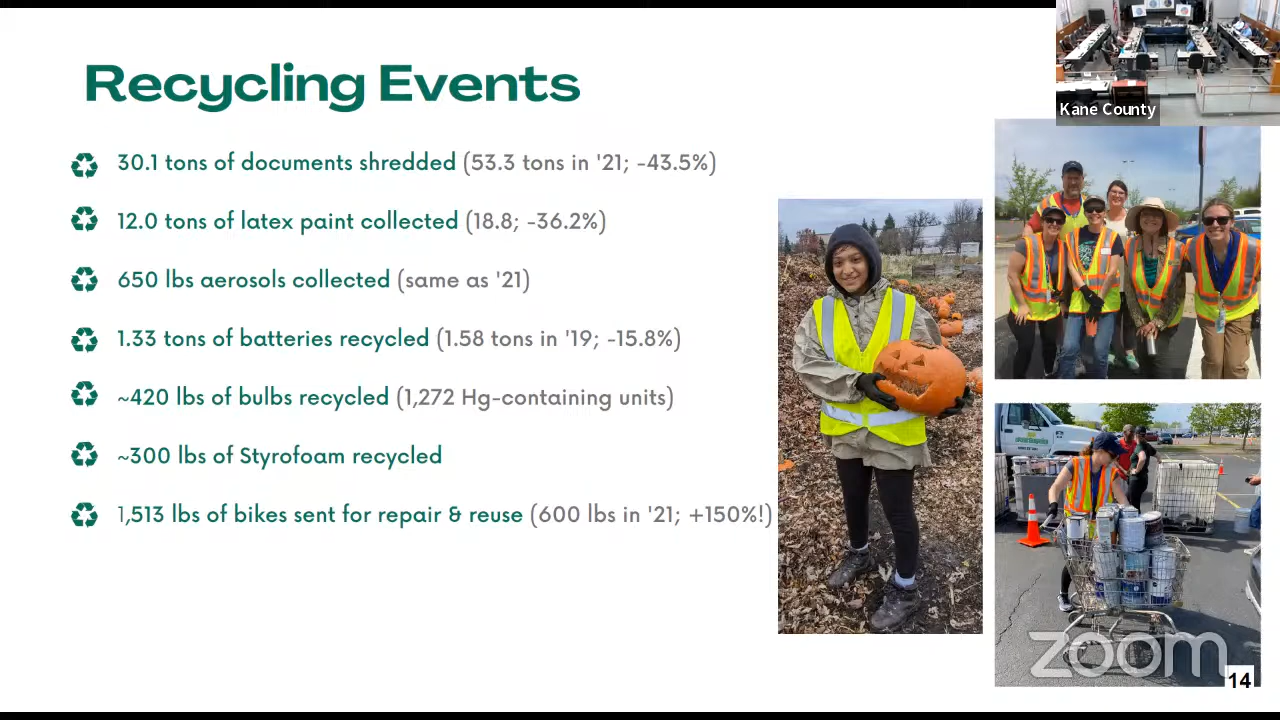 Recycling Events
30.1 tons of documents shredded (53.3 tons in '21; -43.5%)
12.0 tons of latex paint collected (18.8; -36.2%)
650 lbs aerosols collected (same as '21)
1.33 tons of batteries recycled (1.58 tons in '19; -15.8%)
~420 lbs of bulbs recycled (1,272 Hg-containing units)
~300 lbs of Styrofoam recycled
1,513 lbs of bikes sent for repair & reuse (600 lbs in '21; +150%!)
Kane County
zoom
14